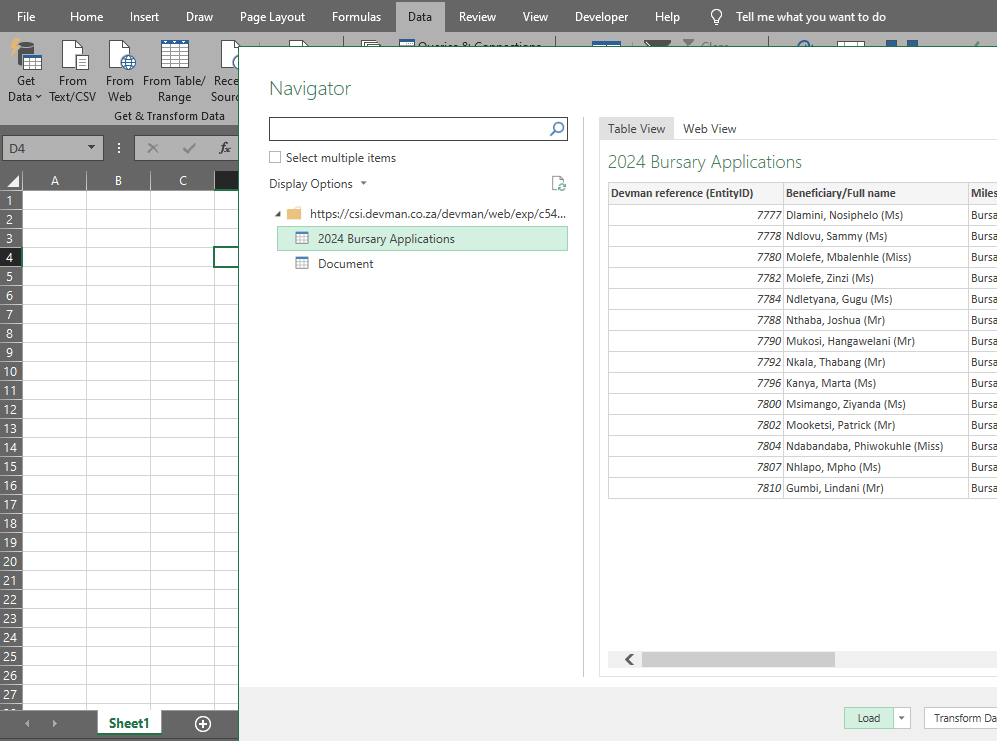 File Home Insert Draw Page Layout Formulas Data Review View Developer Help Tell me what you want to do
Queries & Connections
Clear
Get Data
From Text/CSV
From Web
From Table/ Range
Rece
Sour
Get & Transform Data
D4
fx
A B C
1
2
3
4
5
6
7
8
9
10
11
12
13
14
15
16
17
18
19
20
21
22
23
24
25
26
27
Sheet1
Navigator
Select multiple items
Display Options
https://csi.devman.co.za/devman/web/exp/c54...
2024 Bursary Applications
Document
Table View Web View
2024 Bursary Applications
Devman reference (EntityID) Beneficiary/Full name Miles
7777 Dlamini, Nosiphelo (Ms) Bursa
7778 Ndlovu, Sammy (Ms) Bursa
7780 Molefe, Mbalenhle (Miss) Bursa
7782 Molefe, Zinzi (Ms) Bursa
7784 Ndletyana, Gugu (Ms) Bursa
7788 Nthaba, Joshua (Mr) Bursa
7790 Mukosi, Hangawelani (Mr) Bursa
7792 Nkala, Thabang (Mr) Bursa
7796 Kanya, Marta (Ms) Bursa
7800 Msimango, Ziyanda (Ms) Bursa
7802 Mooketsi, Patrick (Mr) Bursa
7804 Ndabandaba, Phiwokuhle (Miss) Bursa
7807 Nhlapo, Mpho (Ms) Bursa
7810 Gumbi, Lindani (Mr) Bursa
Load Transform Da